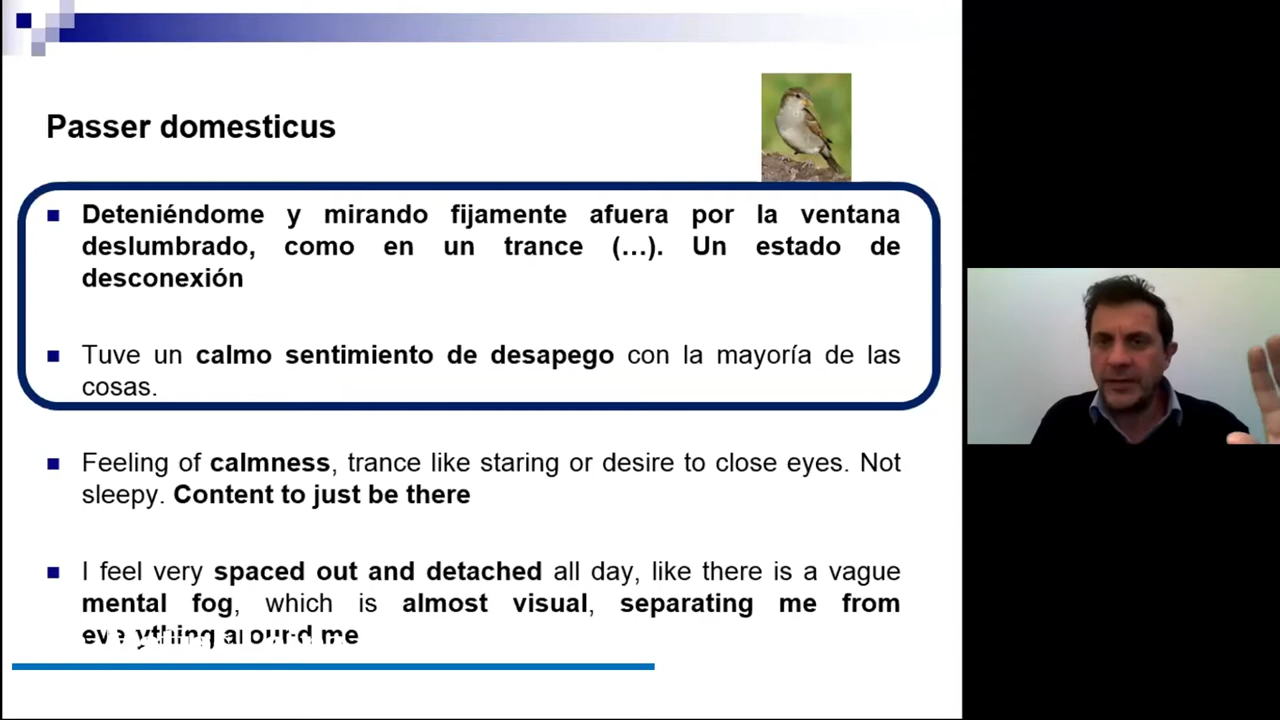 Passer domesticus
Deteniéndome y mirando fijamente afuera por la ventana
deslumbrado, como en un trance (…). Un estado de
desconexión
Tuve un calmo sentimiento de desapego con la mayoría de las
cosas.
Feeling of calmness, trance like staring or desire to close eyes. Not
sleepy. Content to just be there
I feel very spaced out and detached all day, like there is a vague
mental fog, which is almost visual, separating me from
everything around me